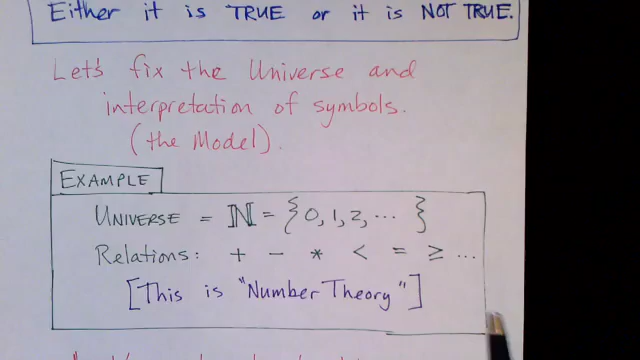 Either it is TRUE or it is NOT TRUE.
Let's fix the Universe and
interpretation of symbols.
(the Model).
EXAMPLE
UNIVERSE = ℕ = {0, 1, 2, ... }
Relations: + - * < = ≥ ...
[This is "Number Theory"]